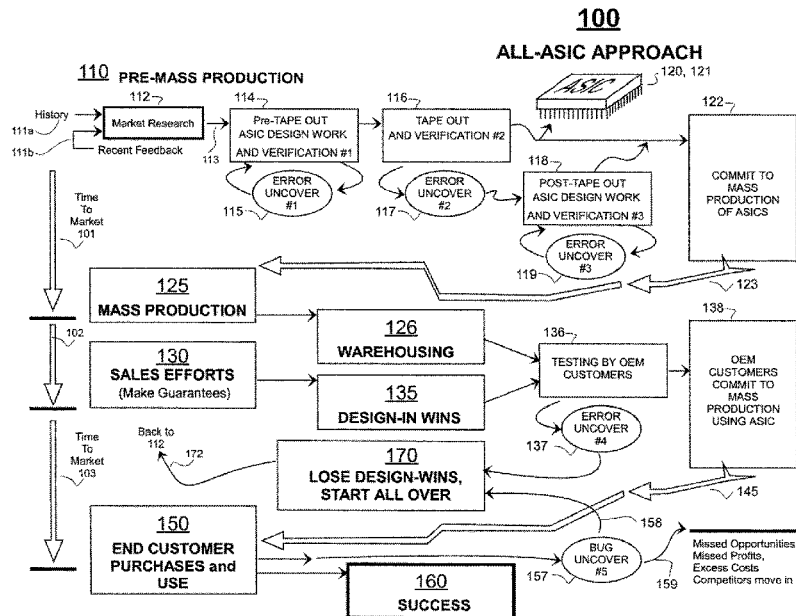 100
ALL-ASIC APPROACH
110 PRE-MASS PRODUCTION
112
114
116
ASIC
120, 121
122
History
111a
111b
Market Research
Recent Feedback
113
Pre-TAPE OUT
ASIC DESIGN WORK
AND VERIFICATION #1
TAPE OUT
AND VERIFICATION #2
118
POST-TAPE OUT
ASIC DESIGN WORK
AND VERIFICATION #3
COMMIT TO
MASS
PRODUCTION
OF ASICS
ERROR
UNCOVER
#1
115
ERROR
UNCOVER
#2
117
ERROR
UNCOVER
#3
119
Time
To
Market
101
123
125
MASS PRODUCTION
102
126
WAREHOUSING
136
TESTING BY OEM
CUSTOMERS
138
OEM
CUSTOMERS
COMMIT TO
MASS
PRODUCTION
USING ASIC
130
SALES EFFORTS
(Make Guarantees)
135
DESIGN-IN WINS
ERROR
UNCOVER
#4
137
Time
To
Market
103
Back to
112
172
170
LOSE DESIGN-WINS,
START ALL OVER
145
158
150
END CUSTOMER
PURCHASES and
USE
BUG
UNCOVER
#5
157
159
Missed Opportunities
Missed Profits,
Excess Costs
Competitors move in
160
SUCCESS